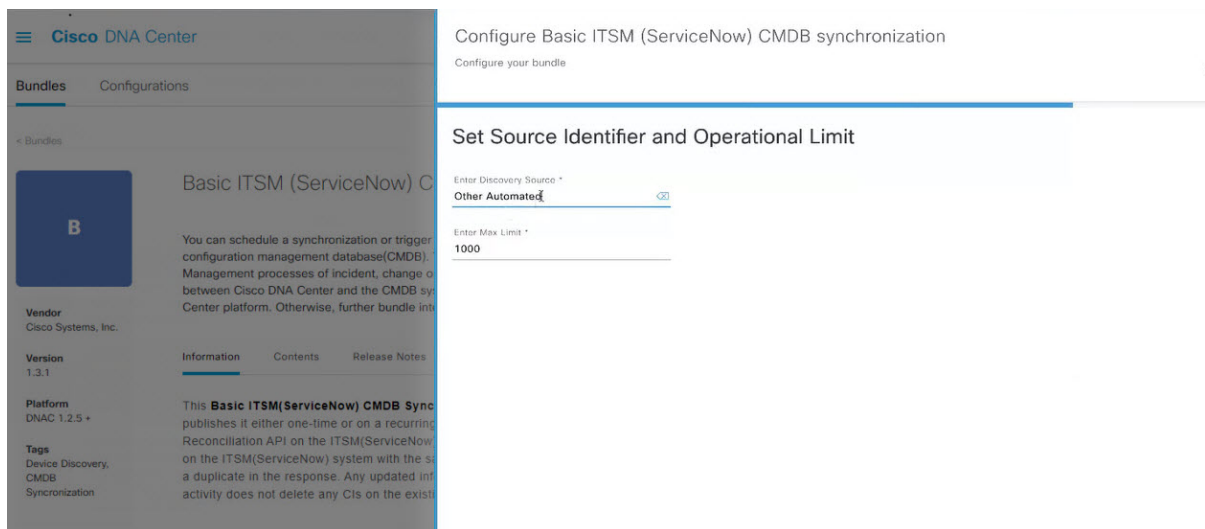 Cisco DNA Center
Bundles Configurations
< Bundles
B
Vendor
Cisco Systems, Inc.
Version
1.3.1
Platform
DNAC 1.2.5 +
Tags
Device Discovery,
CMDB
Syncronization
Basic ITSM (ServiceNow) C
You can schedule a synchronization or trigger
configuration management database(CMDB).
Management processes of incident, change o
between Cisco DNA Center and the CMDB sy
Center platform. Otherwise, further bundle int
Information Contents Release Notes
This Basic ITSM(ServiceNow) CMDB Sync
publishes it either one-time or on a recurring
Reconciliation API on the ITSM(ServiceNow
on the ITSM(ServiceNow) system with the sa
a duplicate in the response. Any updated inf
activity does not delete any CIs on the existi
Configure Basic ITSM (ServiceNow) CMDB synchronization
Configure your bundle
Set Source Identifier and Operational Limit
Enter Discovery Source *
Other Automated
Enter Max Limit *
1000